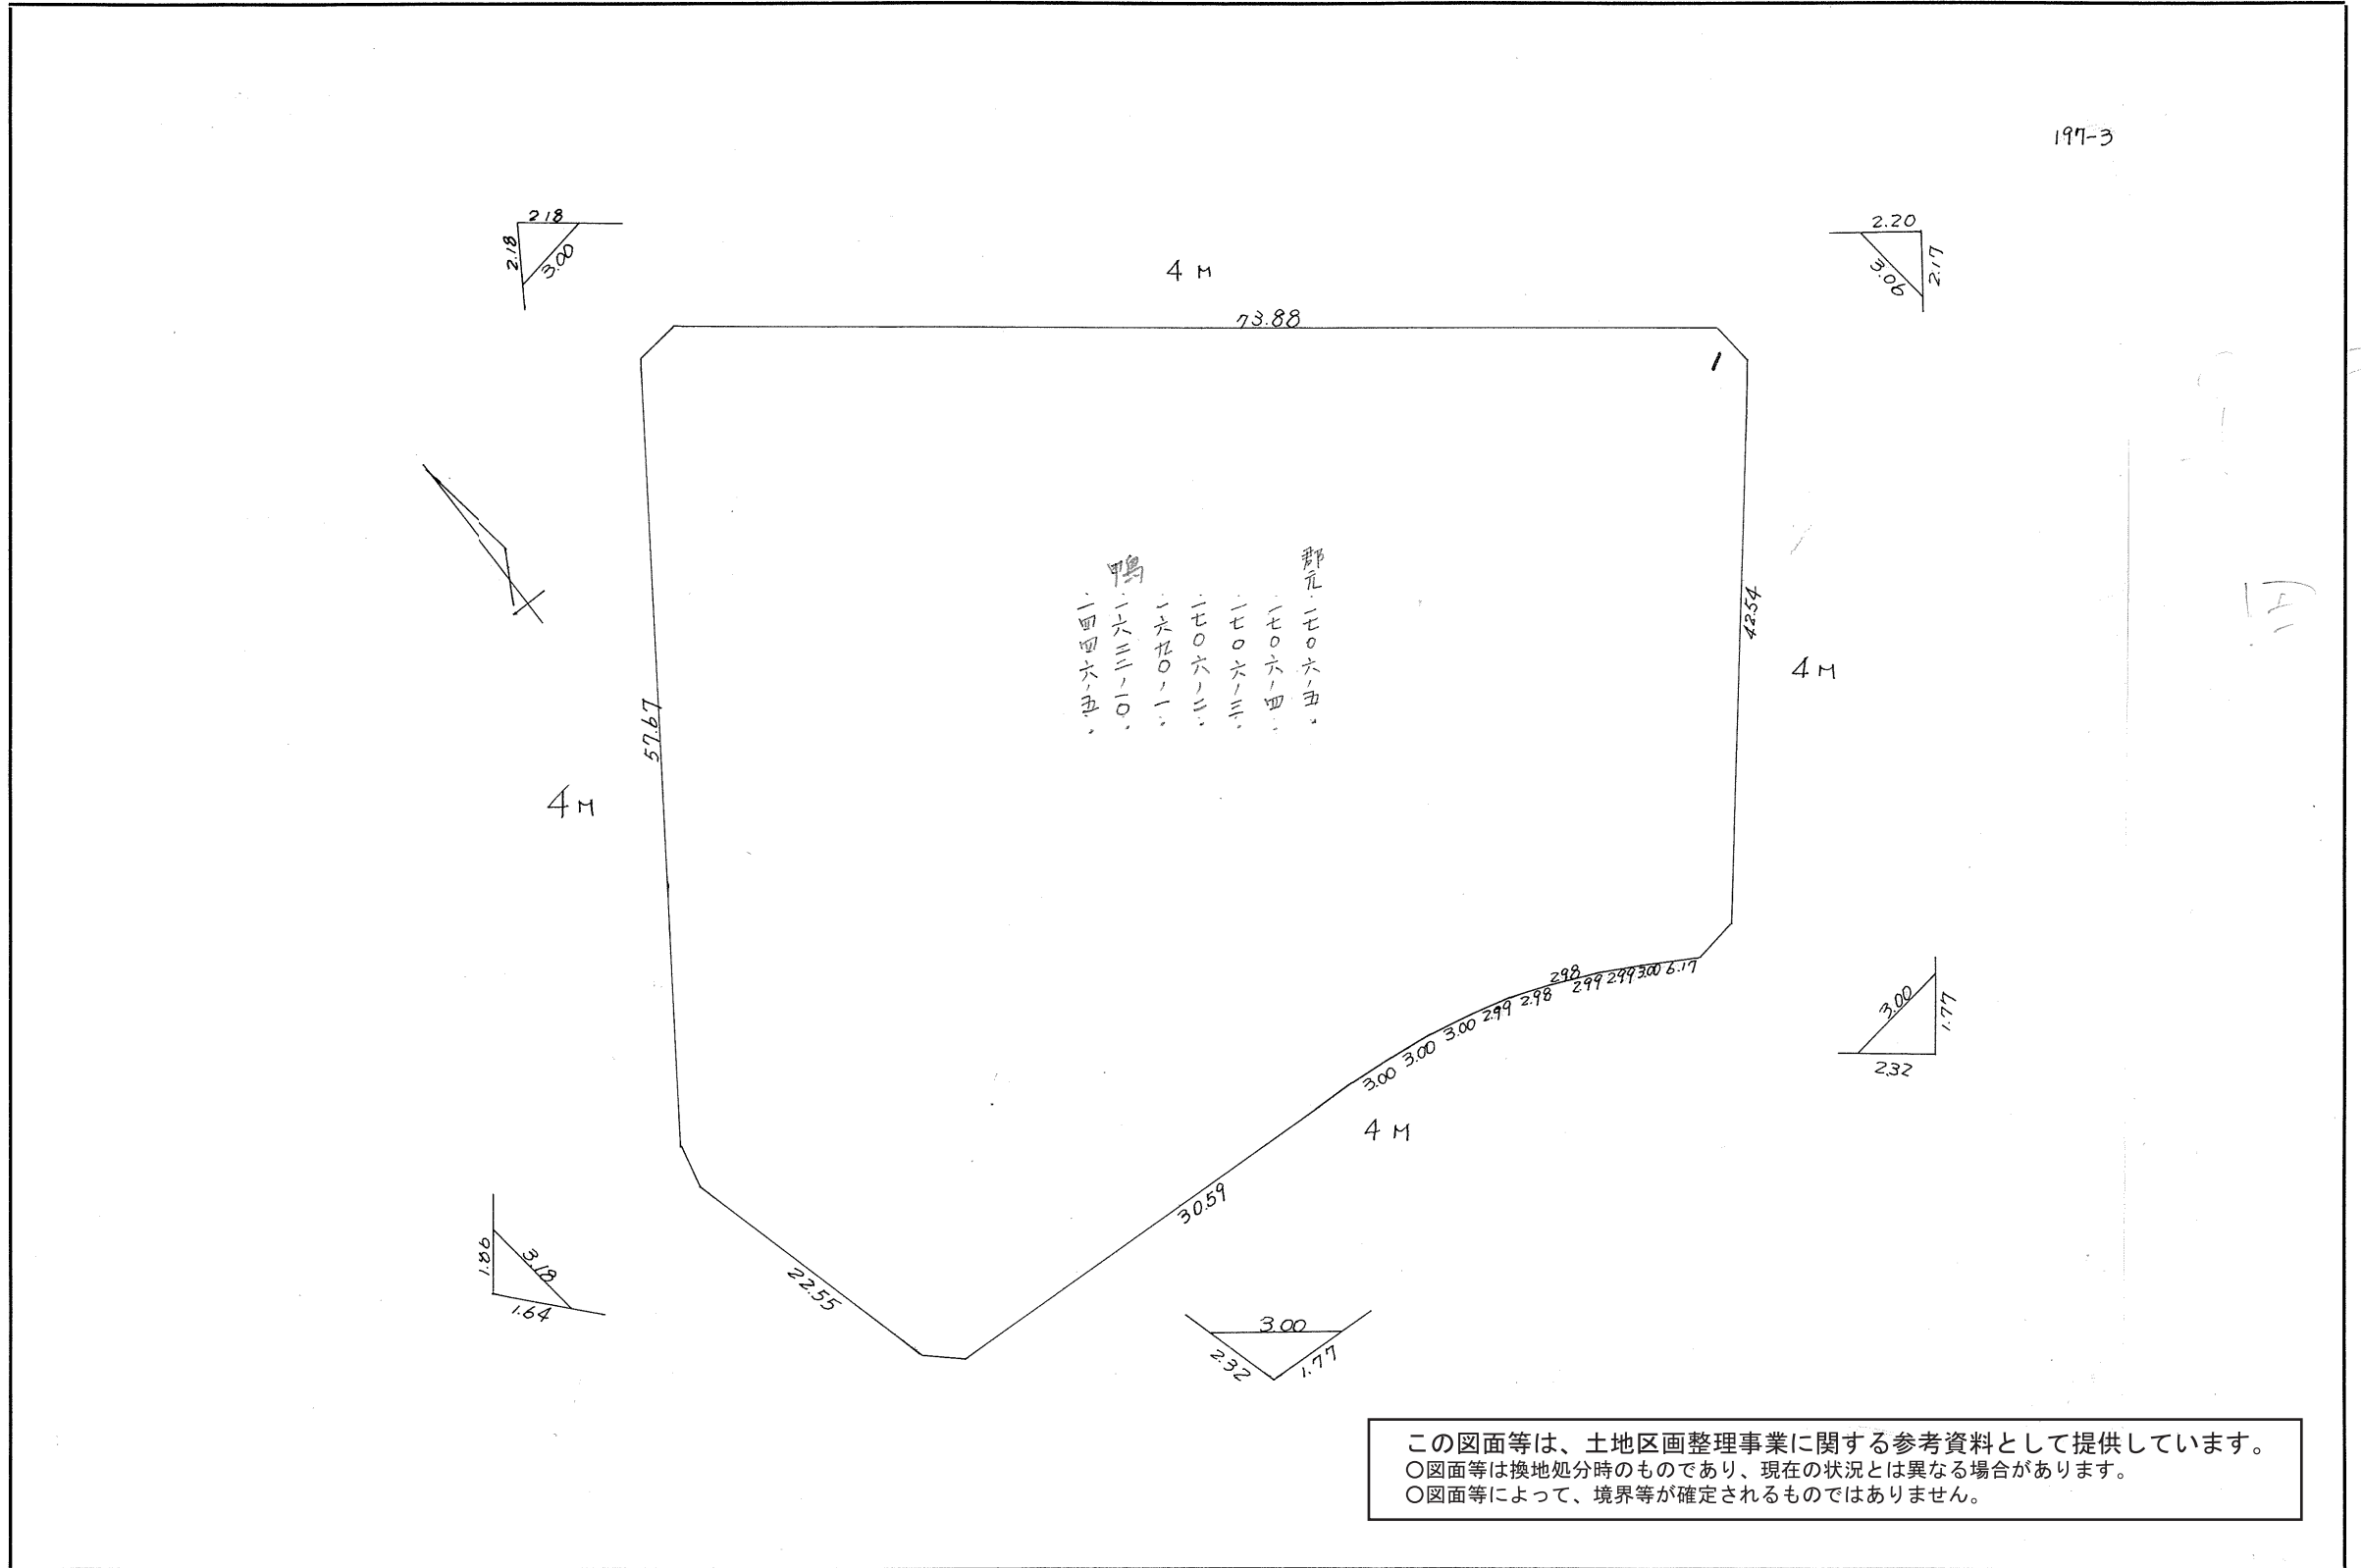 197-3
2.18
2.18
3.00
2.20
2.17
3.06
4 M
73.88
1
郡元・一七〇六ノ五・
・一七〇六ノ四・
・一七〇六ノ三・
・一七〇六ノ二・
・一六九〇ノ一・
鴨・一六三二ノ一〇・
・一四四六ノ五・
42.54
4 M
57.67
4 M
2.98
6.17
3.00
2.99
2.99
2.98
2.99
3.00
3.00
3.00
3.00
1.77
2.32
4 M
30.59
22.55
1.86
3.18
1.64
3.00
2.32
1.77
この図面等は、土地区画整理事業に関する参考資料として提供しています。
〇図面等は換地処分時のものであり、現在の状況とは異なる場合があります。
〇図面等によって、境界等が確定されるものではありません。